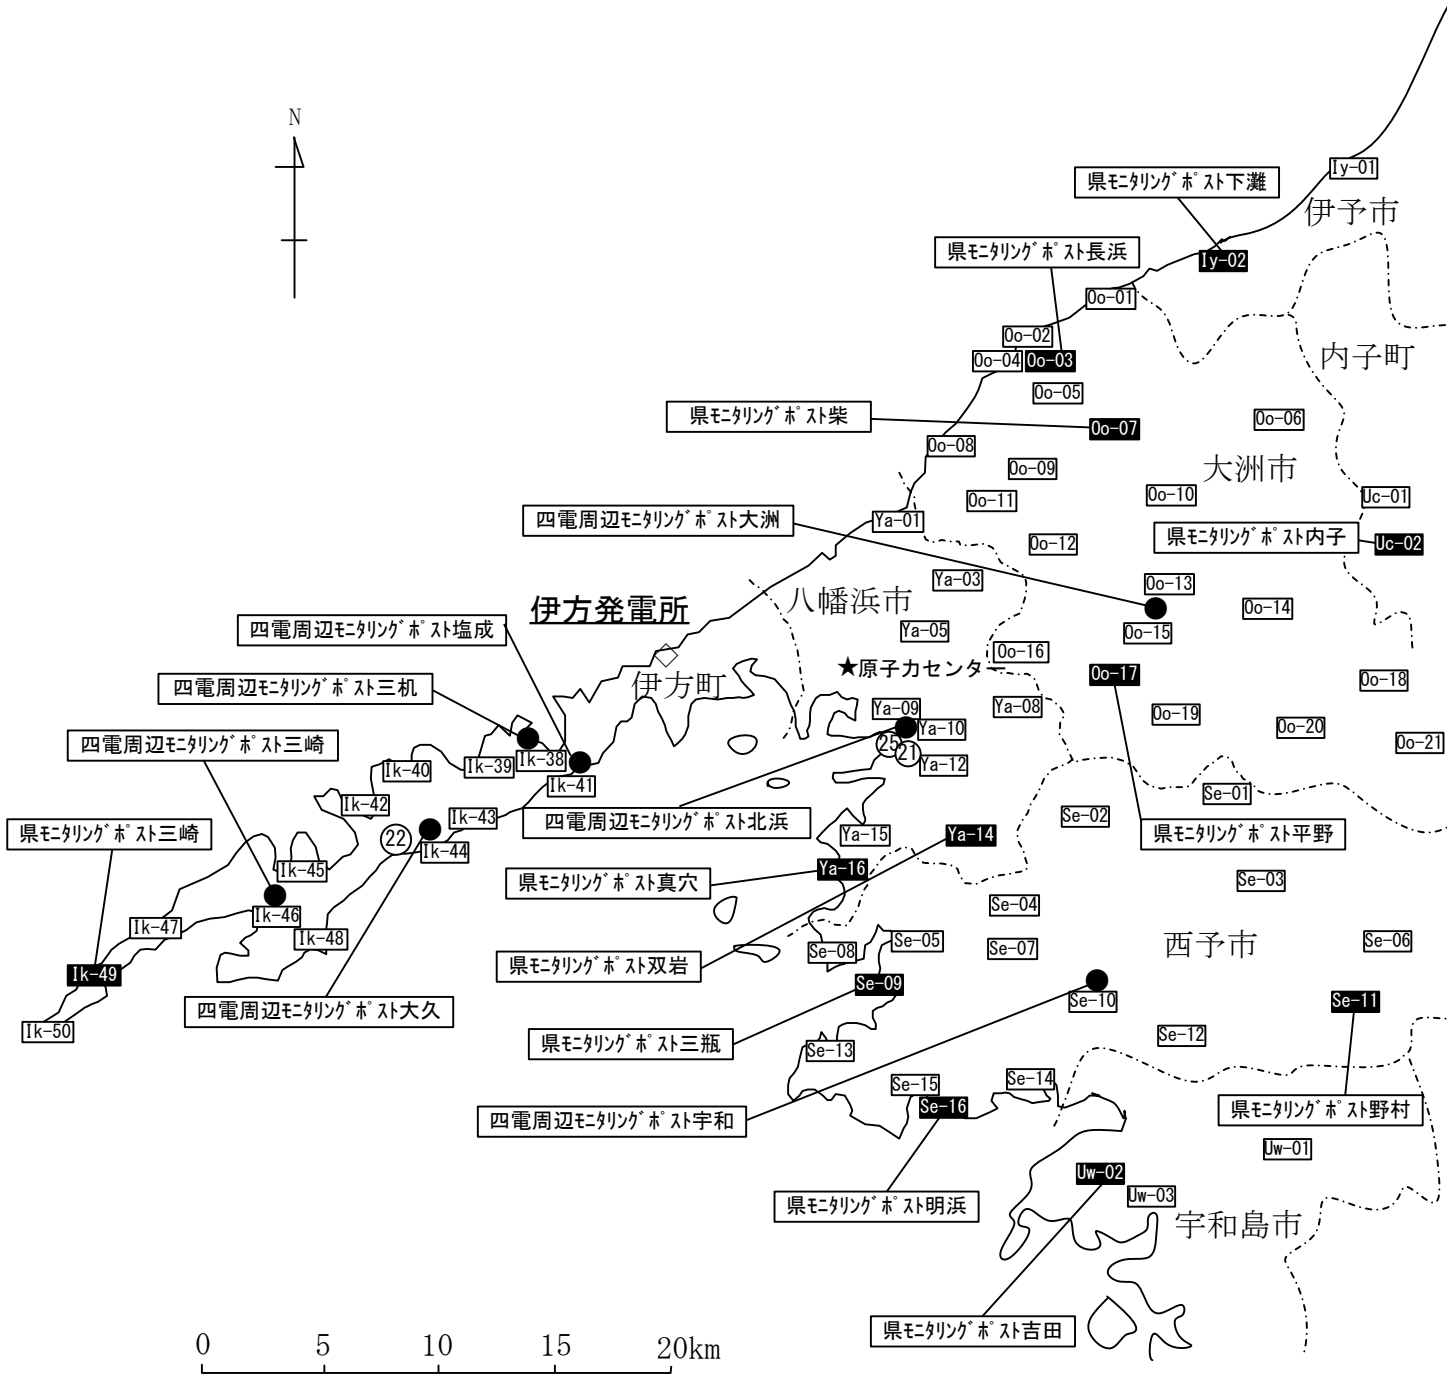 N
Iy-01
県モニタリングポスト下灘
伊予市
県モニタリングポスト長浜
Iy-02
Oo-01
Oo-02
Oo-04
Oo-03
内子町
Oo-05
県モニタリングポスト柴
Oo-07
Oo-06
Oo-08
Oo-09
大洲市
Oo-11
Oo-10
Uc-01
四電周辺モニタリングポスト大洲
Ya-01
県モニタリングポスト内子
Uc-02
Oo-12
Ya-03
Oo-13
伊方発電所
八幡浜市
Oo-14
四電周辺モニタリングポスト塩成
Ya-05
Oo-15
Oo-16
★原子力センター
Oo-17
伊方町
四電周辺モニタリングポスト三机
Oo-18
Ya-09
Ya-08
Oo-19
Ya-10
Oo-20
四電周辺モニタリングポスト三崎
25
21
Oo-21
Ik-38
Ik-39
Ik-40
Ya-12
Ik-41
Se-01
Ik-42
Ik-43
四電周辺モニタリングポスト北浜
Se-02
県モニタリングポスト三崎
22
Ya-15
Ya-14
県モニタリングポスト平野
Ik-44
Ik-45
Ya-16
県モニタリングポスト真穴
Se-03
Se-04
Ik-46
Ik-47
Ik-48
Se-08
Se-05
Se-07
西予市
Se-06
県モニタリングポスト双岩
Ik-49
Se-09
Se-10
Se-11
四電周辺モニタリングポスト大久
Ik-50
県モニタリングポスト三瓶
Se-13
Se-12
Se-15
Se-14
Se-16
四電周辺モニタリングポスト宇和
県モニタリングポスト野村
Uw-01
Uw-02
県モニタリングポスト明浜
Uw-03
宇和島市
県モニタリングポスト吉田
0 5 10 15 20km